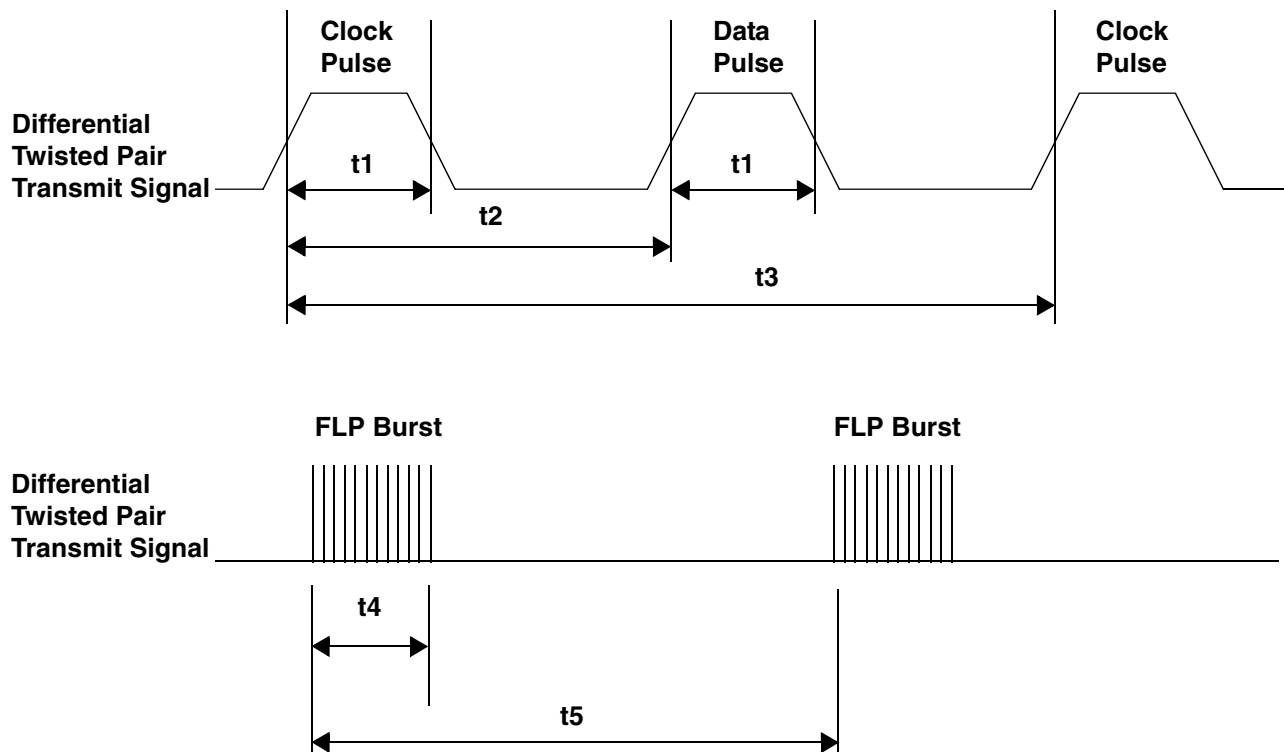 Clock
Pulse
Data
Pulse
Clock
Pulse
Differential
Twisted Pair
Transmit Signal
t1
t1
t2
t3
FLP Burst
FLP Burst
Differential
Twisted Pair
Transmit Signal
t4
t5